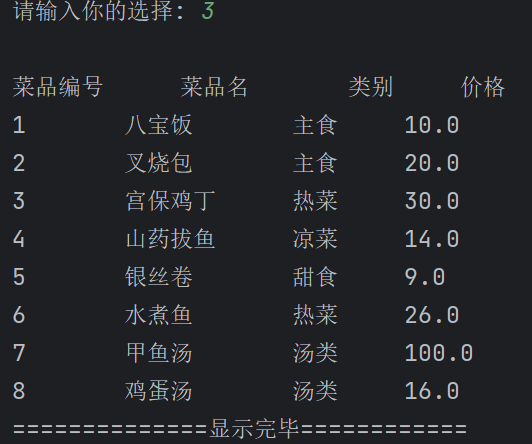 请输入你的选择: 3
菜品编号 菜品名 类别 价格
1 八宝饭 主食 10.0
2 叉烧包 主食 20.0
3 宫保鸡丁 热菜 30.0
4 山药拔鱼 凉菜 14.0
5 银丝卷 甜食 9.0
6 水煮鱼 热菜 26.0
7 甲鱼汤 汤类 100.0
8 鸡蛋汤 汤类 16.0
==============显示完毕============